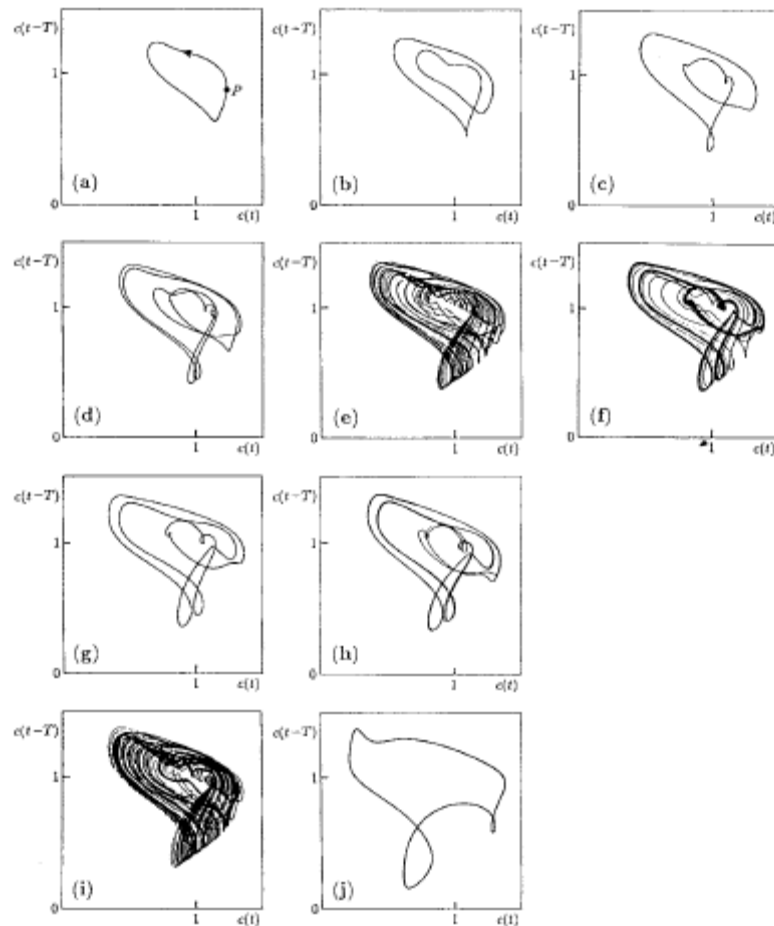 c(t−T) c(t−T) c(t−T)
1 P 1 1
(a) (b) (c)
0 1 c(t) 0 1 c(t) 0 1 c(t)
c(t−T) c(t−T) c(t−T)
1 1 1
(d) (e) (f)
0 1 c(t) 0 1 c(t) 0 1 c(t)
c(t−T) c(t−T)
1 1
(g) (h)
0 1 c(t) 0 1 c(t)
c(t−T) c(t−T)
1 1
(i) (j)
0 1 c(t) 0 1 c(t)